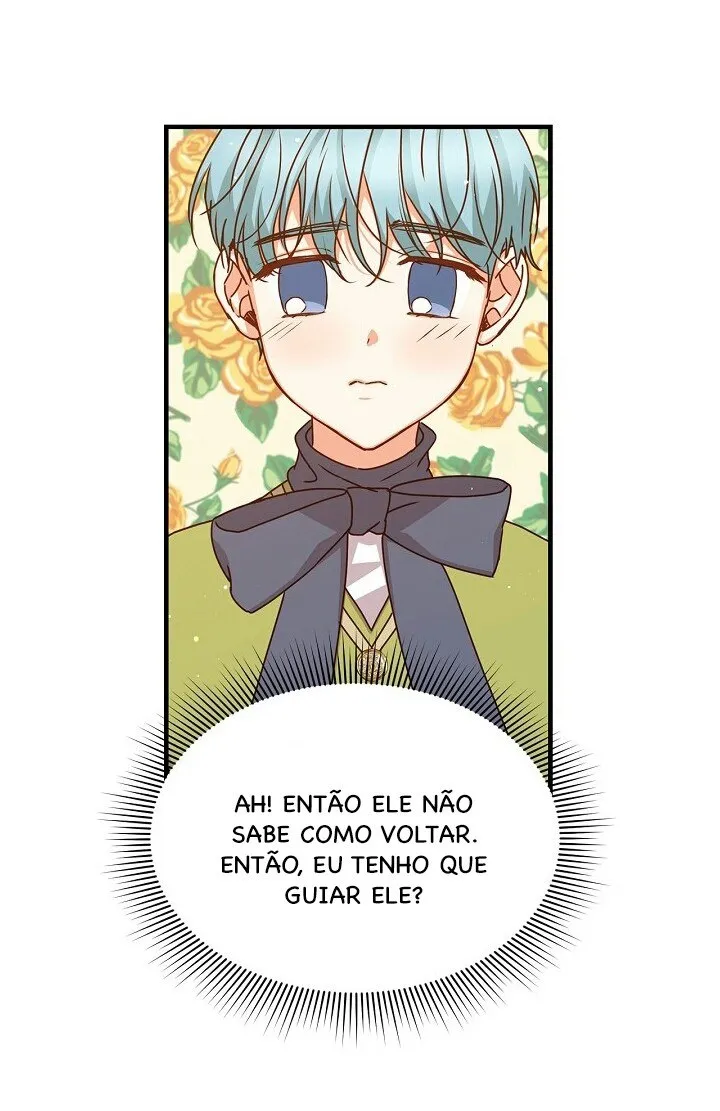 AH! ENTÃO ELE NÃO
SABE COMO VOLTAR.
ENTÃO, EU TENHO QUE
GUIAR ELE?